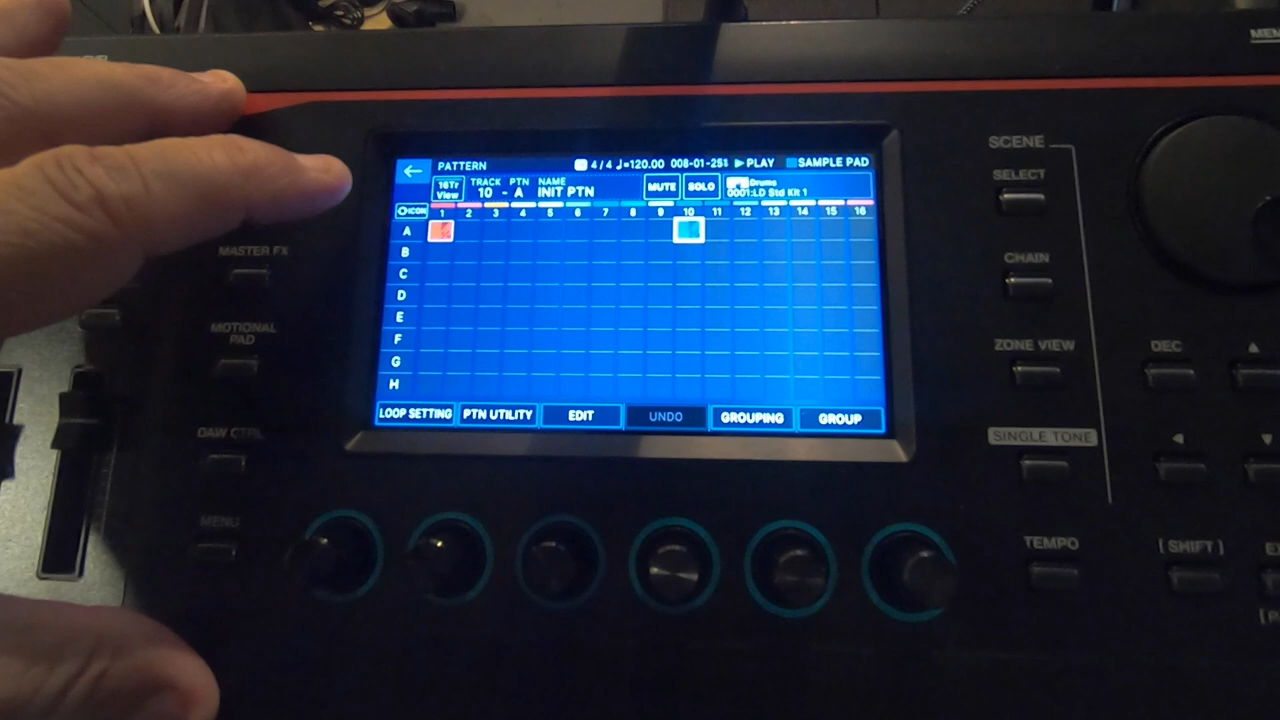 MEM
PATTERN 4 / 4 ♩=120.00 008-01-251 ▶PLAY SAMPLE PAD
16Tr View TRACK 10 - PTN A NAME INIT PTN MUTE SOLO Drums 0001:LD Std Kit 1
ICON 1 2 3 4 5 6 7 8 9 10 11 12 13 14 15 16
A
B
C
D
E
F
G
H
LOOP SETTING PTN UTILITY EDIT UNDO GROUPING GROUP
MASTER FX
MOTIONAL
PAD
DAW CTRL
MENU
SCENE
SELECT
CHAIN
ZONE VIEW
SINGLE TONE
TEMPO
DEC
[ SHIFT ]